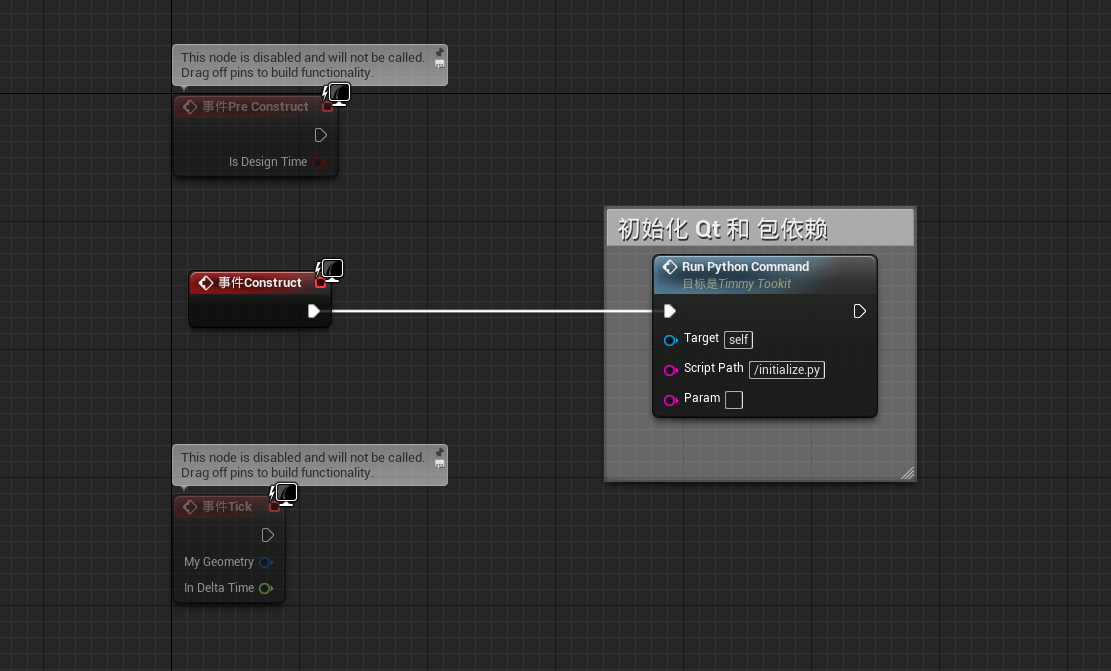 This node is disabled and will not be called.
Drag off pins to build functionality.
事件Pre Construct
Is Design Time
初始化 Qt 和 包依赖
事件Construct
Run Python Command
目标是Timmy Tookit
Target self
Script Path /initialize.py
Param
This node is disabled and will not be called.
Drag off pins to build functionality.
事件Tick
My Geometry
In Delta Time